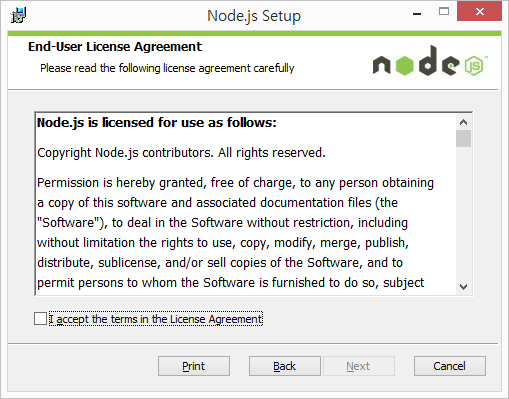 Node.js Setup
End-User License Agreement
Please read the following license agreement carefully
node
JS
Node.js is licensed for use as follows:
Copyright Node.js contributors. All rights reserved.
Permission is hereby granted, free of charge, to any person obtaining
a copy of this software and associated documentation files (the
"Software"), to deal in the Software without restriction, including
without limitation the rights to use, copy, modify, merge, publish,
distribute, sublicense, and/or sell copies of the Software, and to
permit persons to whom the Software is furnished to do so, subject
I accept the terms in the License Agreement
Print Back Next Cancel